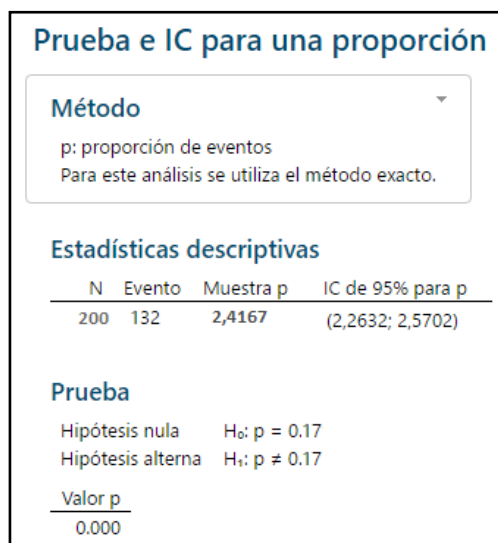 Prueba e IC para una proporción
Método
p: proporción de eventos
Para este análisis se utiliza el método exacto.
Estadísticas descriptivas
N Evento Muestra p IC de 95% para p
200 132 2,4167 (2,2632; 2,5702)
Prueba
Hipótesis nula H₀: p = 0.17
Hipótesis alterna H₁: p ≠ 0.17
Valor p
0.000